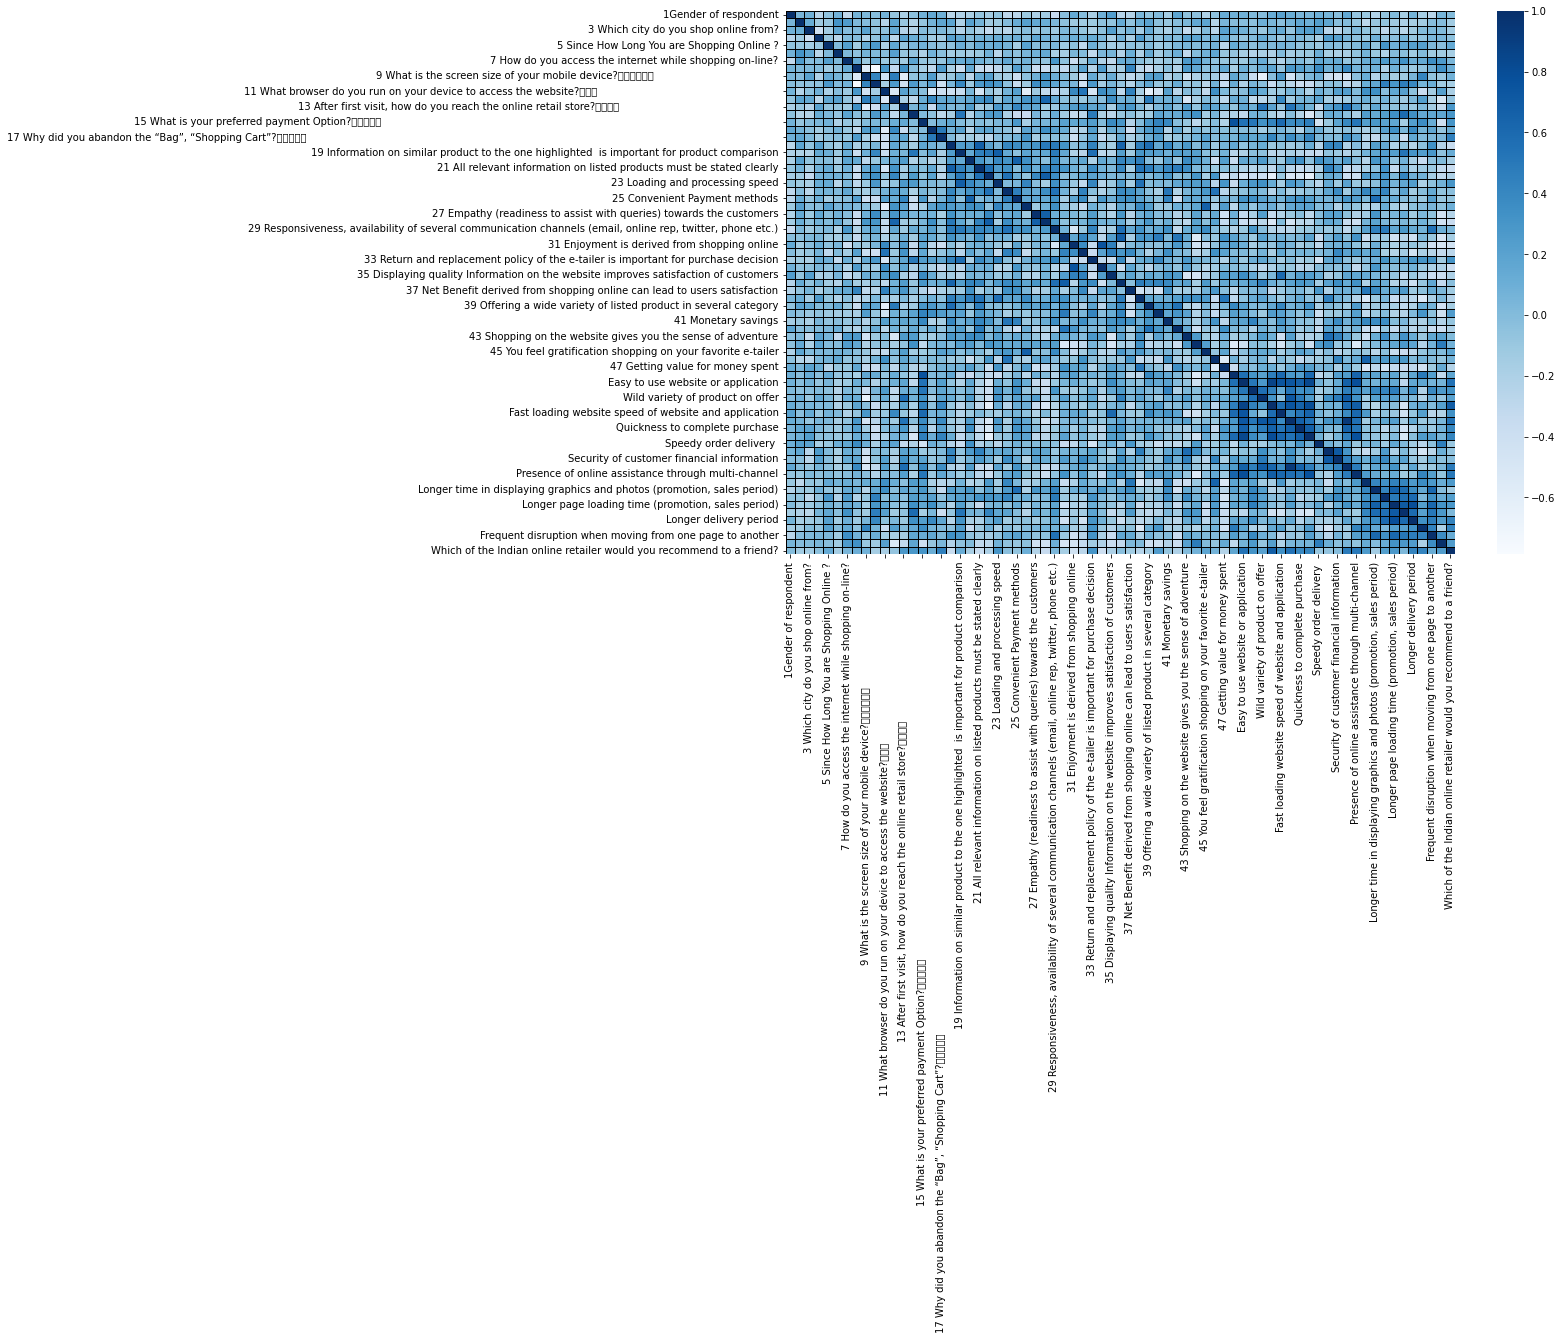 1Gender of respondent
3 Which city do you shop online from?
5 Since How Long You are Shopping Online ?
7 How do you access the internet while shopping on-line?
9 What is the screen size of your mobile device?□□□□□□
11 What browser do you run on your device to access the website?□□□
13 After first visit, how do you reach the online retail store?□□□□
15 What is your preferred payment Option?□□□□□
17 Why did you abandon the “Bag”, “Shopping Cart”?□□□□□
19 Information on similar product to the one highlighted  is important for product comparison
21 All relevant information on listed products must be stated clearly
23 Loading and processing speed
25 Convenient Payment methods
27 Empathy (readiness to assist with queries) towards the customers
29 Responsiveness, availability of several communication channels (email, online rep, twitter, phone etc.)
31 Enjoyment is derived from shopping online
33 Return and replacement policy of the e-tailer is important for purchase decision
35 Displaying quality Information on the website improves satisfaction of customers
37 Net Benefit derived from shopping online can lead to users satisfaction
39 Offering a wide variety of listed product in several category
41 Monetary savings
43 Shopping on the website gives you the sense of adventure
45 You feel gratification shopping on your favorite e-tailer
47 Getting value for money spent
Easy to use website or application
Wild variety of product on offer
Fast loading website speed of website and application
Quickness to complete purchase
Speedy order delivery
Security of customer financial information
Presence of online assistance through multi-channel
Longer time in displaying graphics and photos (promotion, sales period)
Longer page loading time (promotion, sales period)
Longer delivery period
Frequent disruption when moving from one page to another
Which of the Indian online retailer would you recommend to a friend?
1.0
0.8
0.6
0.4
0.2
0.0
−0.2
−0.4
−0.6
1Gender of respondent
3 Which city do you shop online from?
5 Since How Long You are Shopping Online ?
7 How do you access the internet while shopping on-line?
9 What is the screen size of your mobile device?□□□□□□
11 What browser do you run on your device to access the website?□□□
13 After first visit, how do you reach the online retail store?□□□□
15 What is your preferred payment Option?□□□□□
17 Why did you abandon the “Bag”, “Shopping Cart”?□□□□□
19 Information on similar product to the one highlighted  is important for product comparison
21 All relevant information on listed products must be stated clearly
23 Loading and processing speed
25 Convenient Payment methods
27 Empathy (readiness to assist with queries) towards the customers
29 Responsiveness, availability of several communication channels (email, online rep, twitter, phone etc.)
31 Enjoyment is derived from shopping online
33 Return and replacement policy of the e-tailer is important for purchase decision
35 Displaying quality Information on the website improves satisfaction of customers
37 Net Benefit derived from shopping online can lead to users satisfaction
39 Offering a wide variety of listed product in several category
41 Monetary savings
43 Shopping on the website gives you the sense of adventure
45 You feel gratification shopping on your favorite e-tailer
47 Getting value for money spent
Easy to use website or application
Wild variety of product on offer
Fast loading website speed of website and application
Quickness to complete purchase
Speedy order delivery
Security of customer financial information
Presence of online assistance through multi-channel
Longer time in displaying graphics and photos (promotion, sales period)
Longer page loading time (promotion, sales period)
Longer delivery period
Frequent disruption when moving from one page to another
Which of the Indian online retailer would you recommend to a friend?